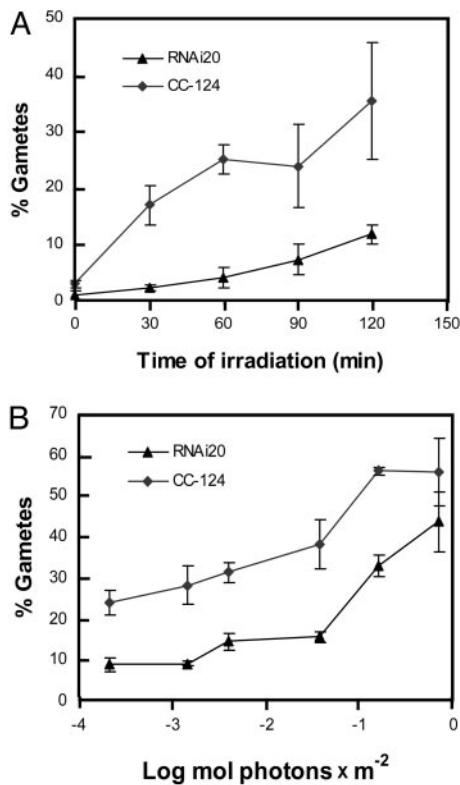 A
50
RNAi20
40
CC-124
30
% Gametes
20
10
0
0 30 60 90 120 150
Time of irradiation (min)
B
70
RNAi20
60
CC-124
50
40
% Gametes
30
20
10
0
-4 -3 -2 -1 0
Log mol photons x m-2